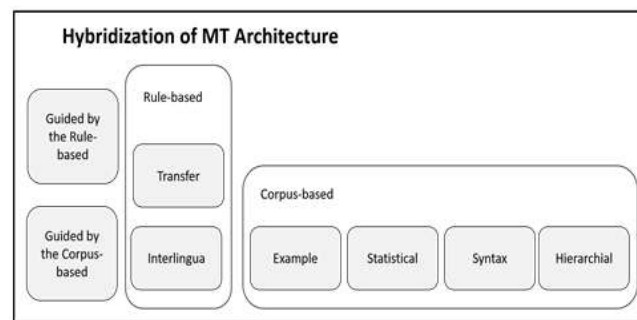 Hybridization of MT Architecture
Guided by
the Rule-
based
Guided by
the Corpus-
based
Rule-based
Transfer
Interlingua
Corpus-based
Example
Statistical
Syntax
Hierarchial